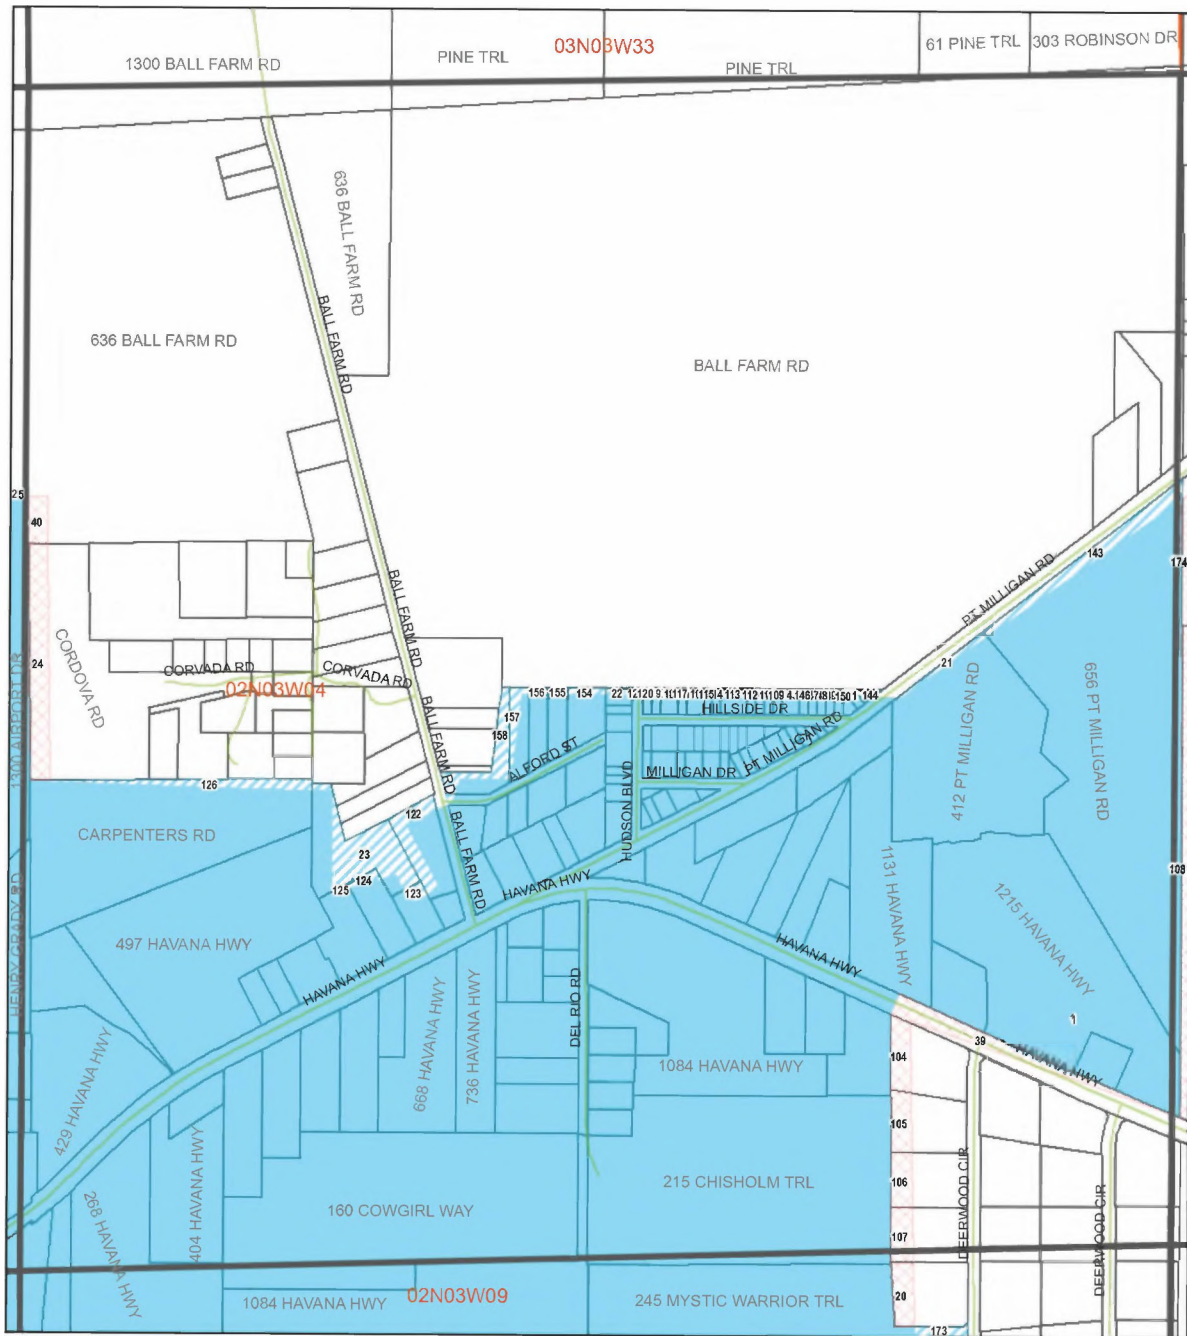 03N03W33
61 PINE TRL
303 ROBINSON DR
PINE TRL
1300 BALL FARM RD
PINE TRL
636 BALL FARM RD
BALL FARM RD
636 BALL FARM RD
BALL FARM RD
25
40
143
174
BALL FARM RD
PT MILLIGAN RD
CORDOVA RD
24
CORVADA RD
CORVADA RD
21
02N03W04
412 PT MILLIGAN RD
656 PT MILLIGAN RD
156
155
154
22
120
9
144
HILLSIDE DR
BALL FARM RD
157
158
ALFORD ST
PT MILLIGAN RD
1300 AIRPORT DR
126
MILLIGAN DR
HUDSON BLVD
122
CARPENTERS RD
BALL FARM RD
23
124
125
123
HAVANA HWY
1131 HAVANA HWY
108
HENRY GRADY RD
497 HAVANA HWY
1215 HAVANA HWY
HAVANA HWY
HAVANA HWY
DEL RIO RD
1
429 HAVANA HWY
668 HAVANA HWY
736 HAVANA HWY
39
HAVANA HWY
104
1084 HAVANA HWY
105
268 HAVANA HWY
404 HAVANA HWY
160 COWGIRL WAY
215 CHISHOLM TRL
106
DEERWOOD CIR
DEERWOOD CIR
107
1084 HAVANA HWY
02N03W09
245 MYSTIC WARRIOR TRL
20
173